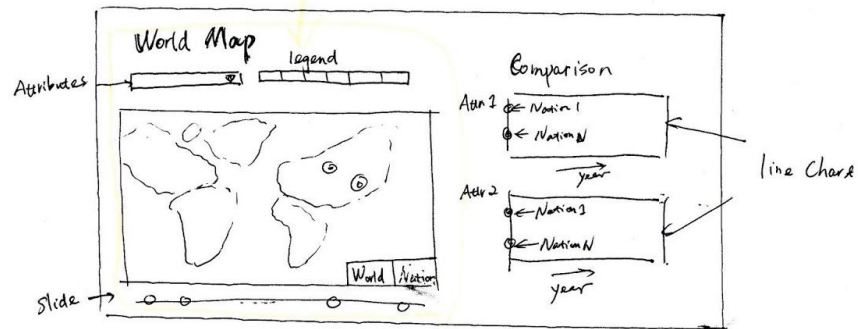 World Map
legend
Attributes
World
Nation
Slide
Comparison
Attr 1
Nation 1
Nation N
year
Attr 2
Nation 1
Nation N
year
line Chart